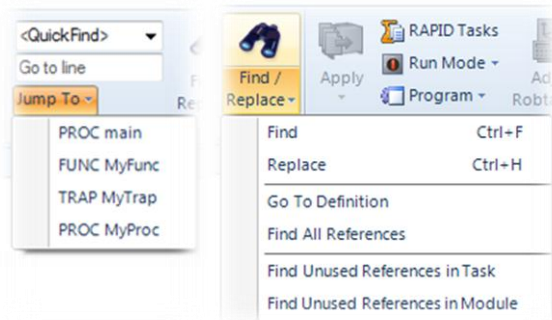 <QuickFind>
Go to line
Jump To
PROC main
FUNC MyFunc
TRAP MyTrap
PROC MyProc
Find /
Replace
Apply
RAPID Tasks
Run Mode
Program
Find Ctrl+F
Replace Ctrl+H
Go To Definition
Find All References
Find Unused References in Task
Find Unused References in Module